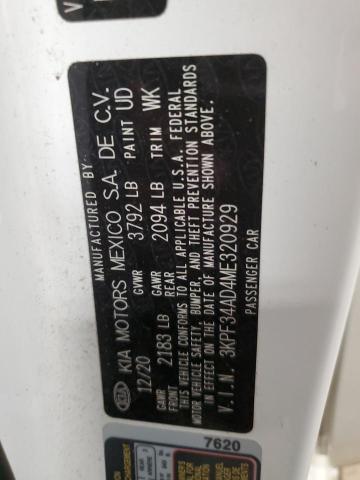 MANUFACTURED BY
KIA KIA MOTORS MEXICO S.A. DE C.V.
12/20 GVWR 3792 LB PAINT UD
GAWR FRONT 2183 LB GAWR REAR 2094 LB TRIM WK
THIS VEHICLE CONFORMS TO ALL APPLICABLE U.S.A. FEDERAL
MOTOR VEHICLE SAFETY, BUMPER, AND THEFT PREVENTION STANDARDS
IN EFFECT ON THE DATE OF MANUFACTURE SHOWN ABOVE.
V.I.N. 3KPF34AD4ME320929
PASSENGER CAR
7620